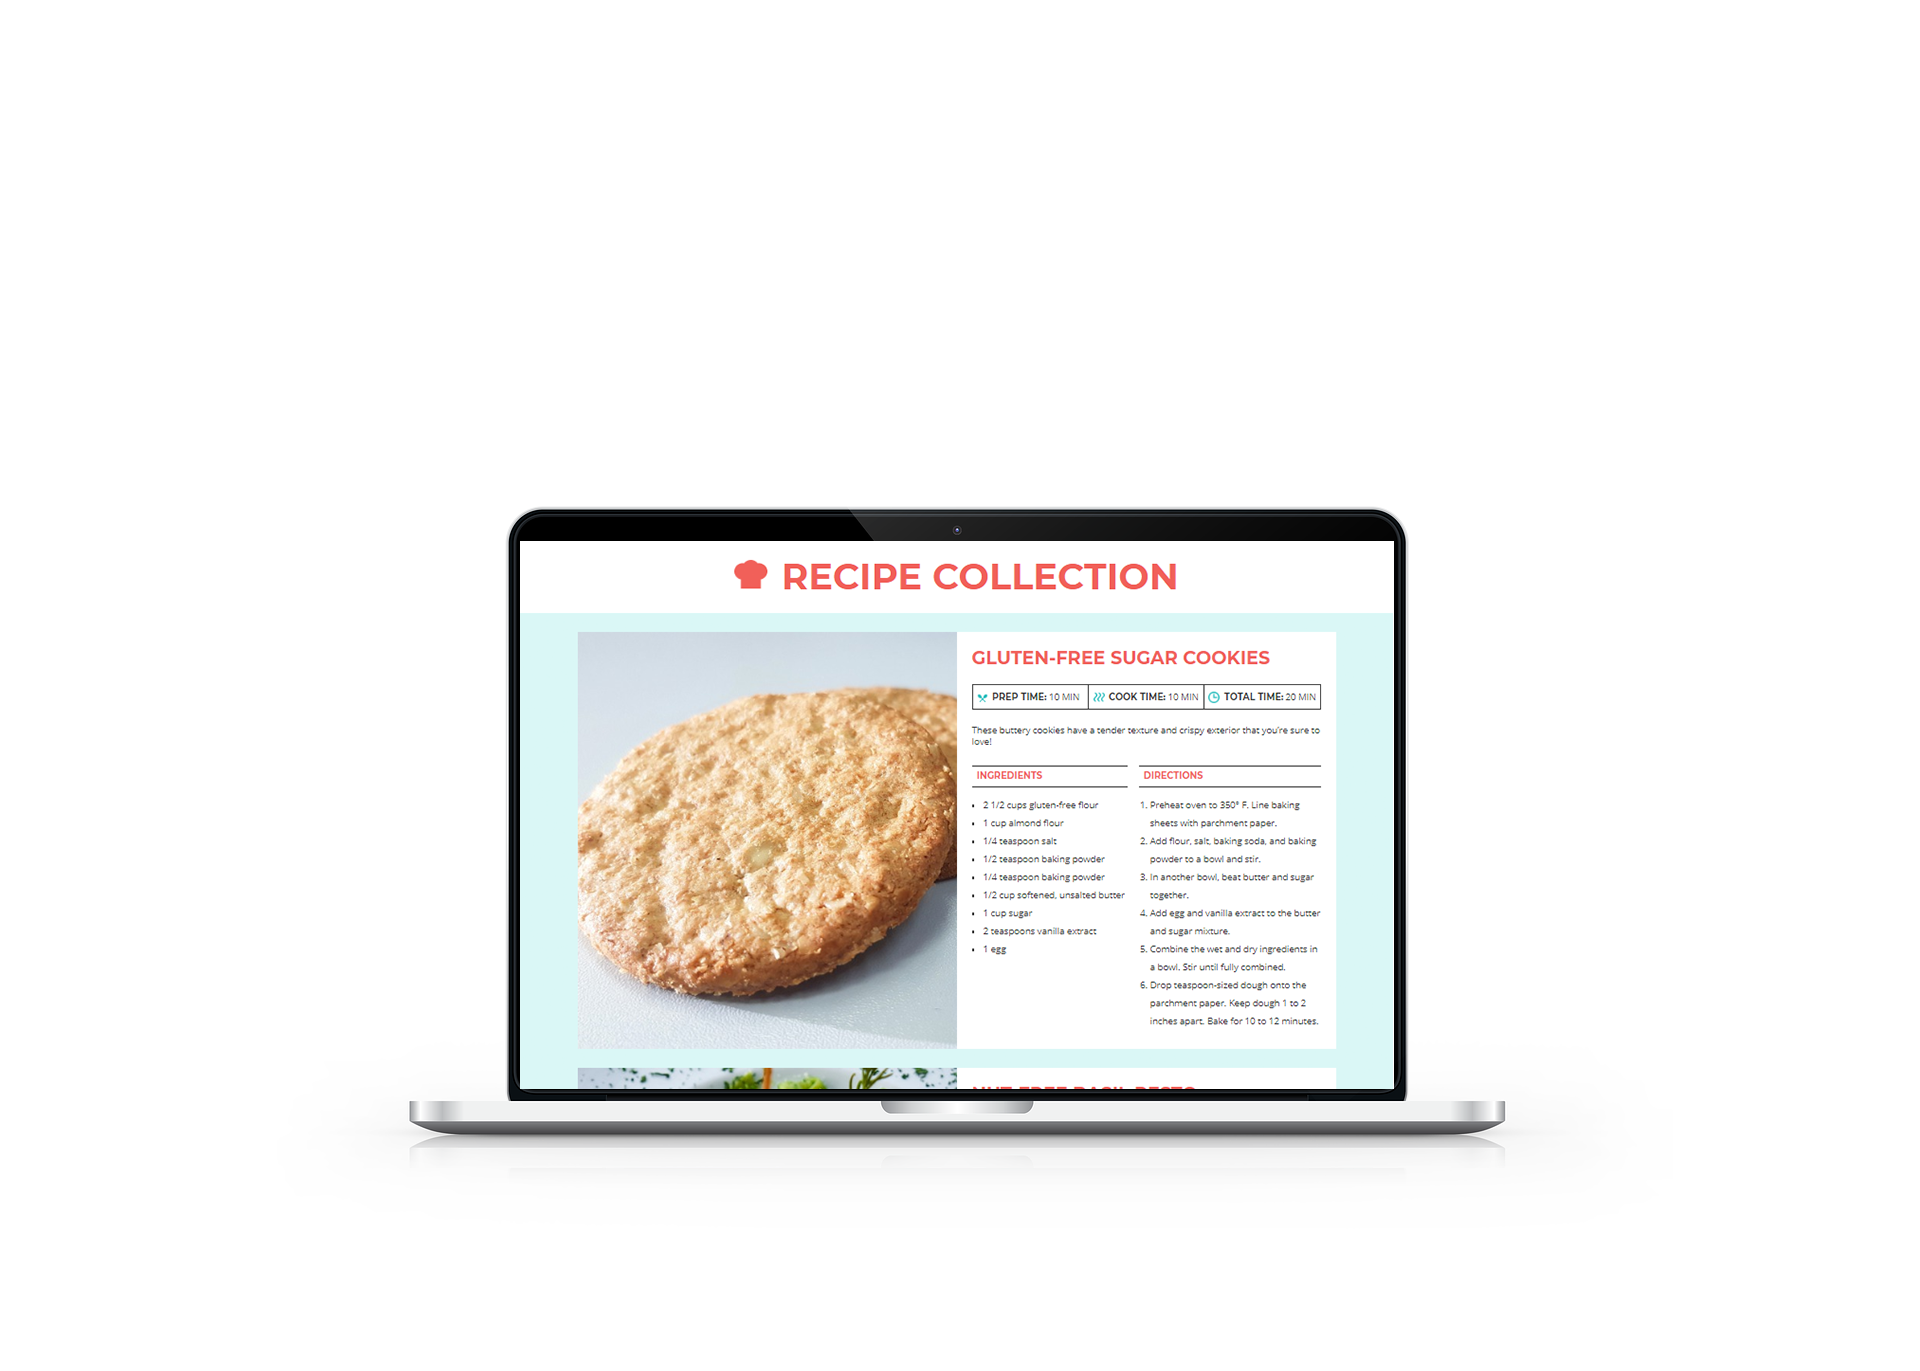 RECIPE COLLECTION
GLUTEN-FREE SUGAR COOKIES
PREP TIME: 10 MIN COOK TIME: 10 MIN TOTAL TIME: 20 MIN
These buttery cookies have a tender texture and crispy exterior that you're sure to
love!
INGREDIENTS
2 1/2 cups gluten-free flour
1 cup almond flour
1/4 teaspoon salt
1/2 teaspoon baking powder
1/4 teaspoon baking powder
1/2 cup softened, unsalted butter
1 cup sugar
2 teaspoons vanilla extract
1 egg
DIRECTIONS
1. Preheat oven to 350° F. Line baking
sheets with parchment paper.
2. Add flour, salt, baking soda, and baking
powder to a bowl and stir.
3. In another bowl, beat butter and sugar
together.
4. Add egg and vanilla extract to the butter
and sugar mixture.
5. Combine the wet and dry ingredients in
a bowl. Stir until fully combined.
6. Drop teaspoon-sized dough onto the
parchment paper. Keep dough 1 to 2
inches apart. Bake for 10 to 12 minutes.
NUT-FREE BASIL PESTO